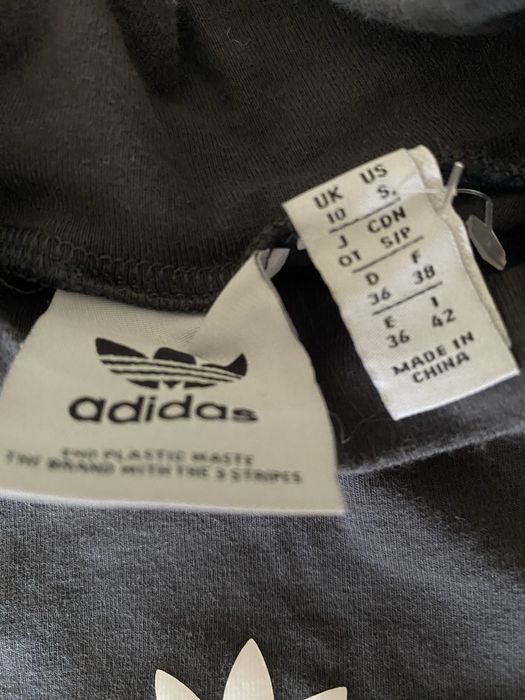 adidas
END PLASTIC WASTE
THE BRAND WITH THE 3 STRIPES
UK US
10 S.
J CDN
OT S/P
D F
36 38
E I
36 42
MADE IN
CHINA